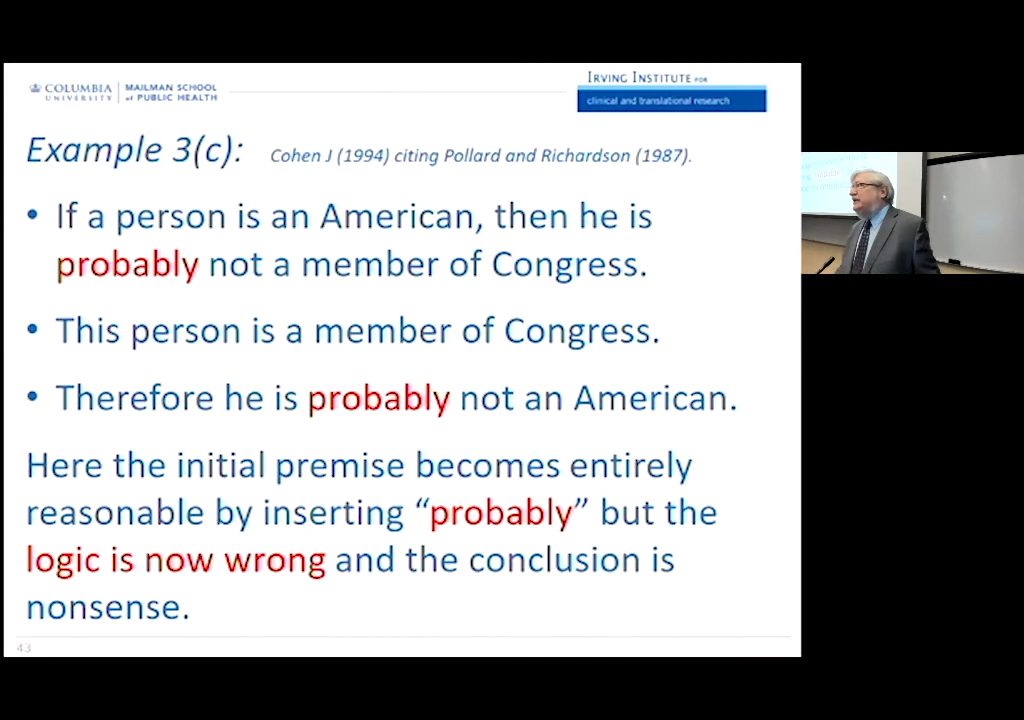 COLUMBIA UNIVERSITY
MAILMAN SCHOOL of PUBLIC HEALTH
IRVING INSTITUTE FOR
clinical and translational research
Example 3(c): Cohen J (1994) citing Pollard and Richardson (1987).
• If a person is an American, then he is
probably not a member of Congress.
• This person is a member of Congress.
• Therefore he is probably not an American.
Here the initial premise becomes entirely
reasonable by inserting “probably” but the
logic is now wrong and the conclusion is
nonsense.
43